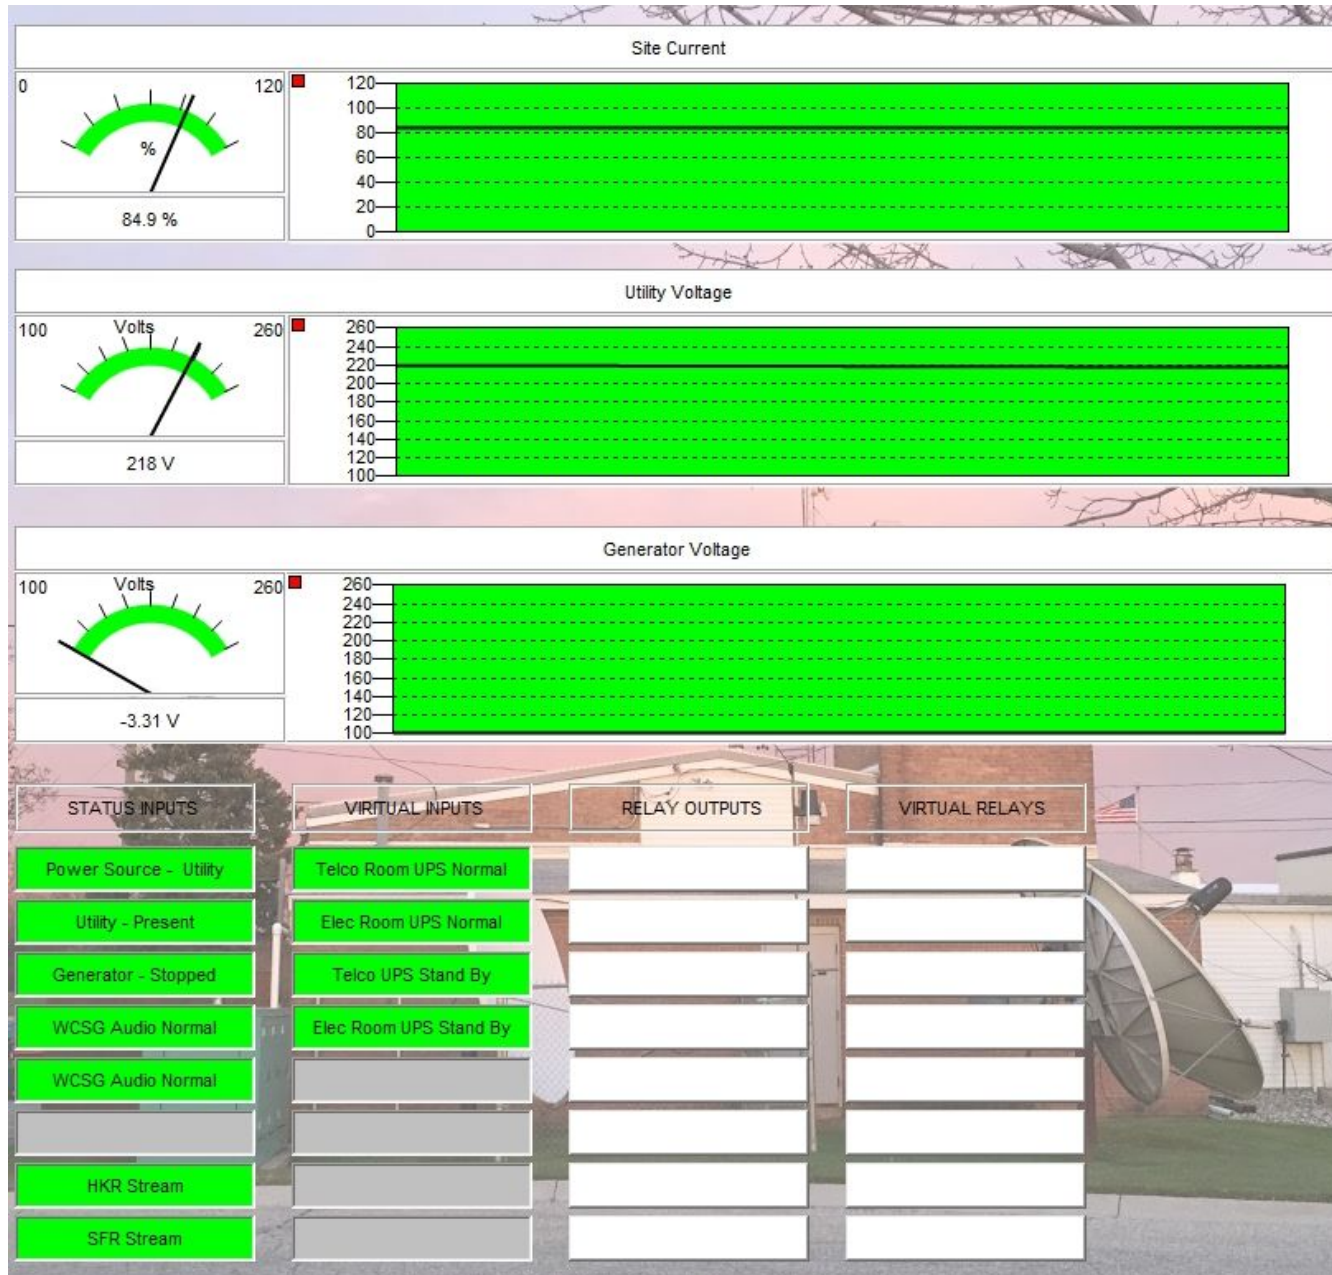 Site Current
0
120
%
84.9 %
120
100
80
60
40
20
0
Utility Voltage
100
Volts
260
218 V
260
240
220
200
180
160
140
120
100
Generator Voltage
100
Volts
260
-3.31 V
260
240
220
200
180
160
140
120
100
STATUS INPUTS
VIRITUAL INPUTS
RELAY OUTPUTS
VIRTUAL RELAYS
Power Source - Utility
Telco Room UPS Normal
Utility - Present
Elec Room UPS Normal
Generator - Stopped
Telco UPS Stand By
WCSG Audio Normal
Elec Room UPS Stand By
WCSG Audio Normal
HKR Stream
SFR Stream